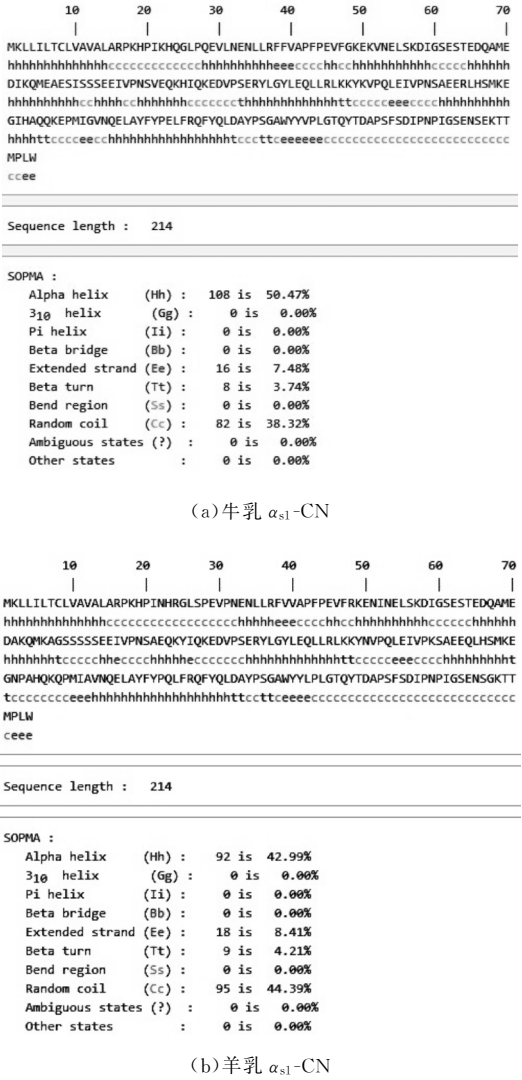 10 20 30 40 50 60 70
| | | | | | |
MKLLILTCLVAVALARPKHPIKHQGLPQEVLNENLLRFFVAPFPEVFGKEKVNELSKDIGSESTEDQAME
hhhhhhhhhhhhhhccccccccccccchhhhhhhhhheeecccchhcchhhhhhhhhhhccccchhhhhh
DIKQMEAESISSSEEIVPNSVEQKHIQKEDVPSERYLGYLEQLLRLKKYKVPQLEIVPNSAEERLHSMKE
hhhhhhhhhhcchhhhcchhhhhhhcccccccthhhhhhhhhhhhhttccccceeecccchhhhhhhhhh
GIHAQQKEPMIGVNQELAYFYPELFRQFYQLDAYPSGAWYYVPLGTQYTDAPSFSDIPNPIGSENSEKTT
hhhhttcccceecchhhhhhhhhhhhhhhhhtcccttceeeeeecccccccccccccccccccccccccc
MPLW
ccee
Sequence length : 214
SOPMA :
Alpha helix (Hh) : 108 is 50.47%
3₁₀ helix (Gg) : 0 is 0.00%
Pi helix (Ii) : 0 is 0.00%
Beta bridge (Bb) : 0 is 0.00%
Extended strand (Ee) : 16 is 7.48%
Beta turn (Tt) : 8 is 3.74%
Bend region (Ss) : 0 is 0.00%
Random coil (Cc) : 82 is 38.32%
Ambiguous states (?) : 0 is 0.00%
Other states : 0 is 0.00%
(a)牛乳 αs1-CN
10 20 30 40 50 60 70
| | | | | | |
MKLLILTCLVAVALARPKHPINHRGLSPEVPNENLLRFVVAPFPEVFRKENINELSKDIGSESTEDQAME
hhhhhhhhhhhhhhcccccccccccccccccchhhhheeecccchhcchhhhhhhhhhcccccchhhhhh
DAKQMKAGSSSSSEEIVPNSAEQKYIQKEDVPSERYLGYLEQLLRLKKYNVPQLEIVPKSAEEQLHSMKE
hhhhhhhtccccchhecccchhhhheccccccchhhhhhhhhhhhhttccccceeecccchhhhhhhhht
GNPAHQKQPMIAVNQELAYFYPQLFRQFYQLDAYPSGAWYYLPLGTQYTDAPSFSDIPNPIGSENSGKTT
tcccccccceeehhhhhhhhhhhhhhhhhhhttccttceeeecccccccccccccccccccccccccccc
MPLW
ceee
Sequence length : 214
SOPMA :
Alpha helix (Hh) : 92 is 42.99%
3₁₀ helix (Gg) : 0 is 0.00%
Pi helix (Ii) : 0 is 0.00%
Beta bridge (Bb) : 0 is 0.00%
Extended strand (Ee) : 18 is 8.41%
Beta turn (Tt) : 9 is 4.21%
Bend region (Ss) : 0 is 0.00%
Random coil (Cc) : 95 is 44.39%
Ambiguous states (?) : 0 is 0.00%
Other states : 0 is 0.00%
(b)羊乳 αs1-CN